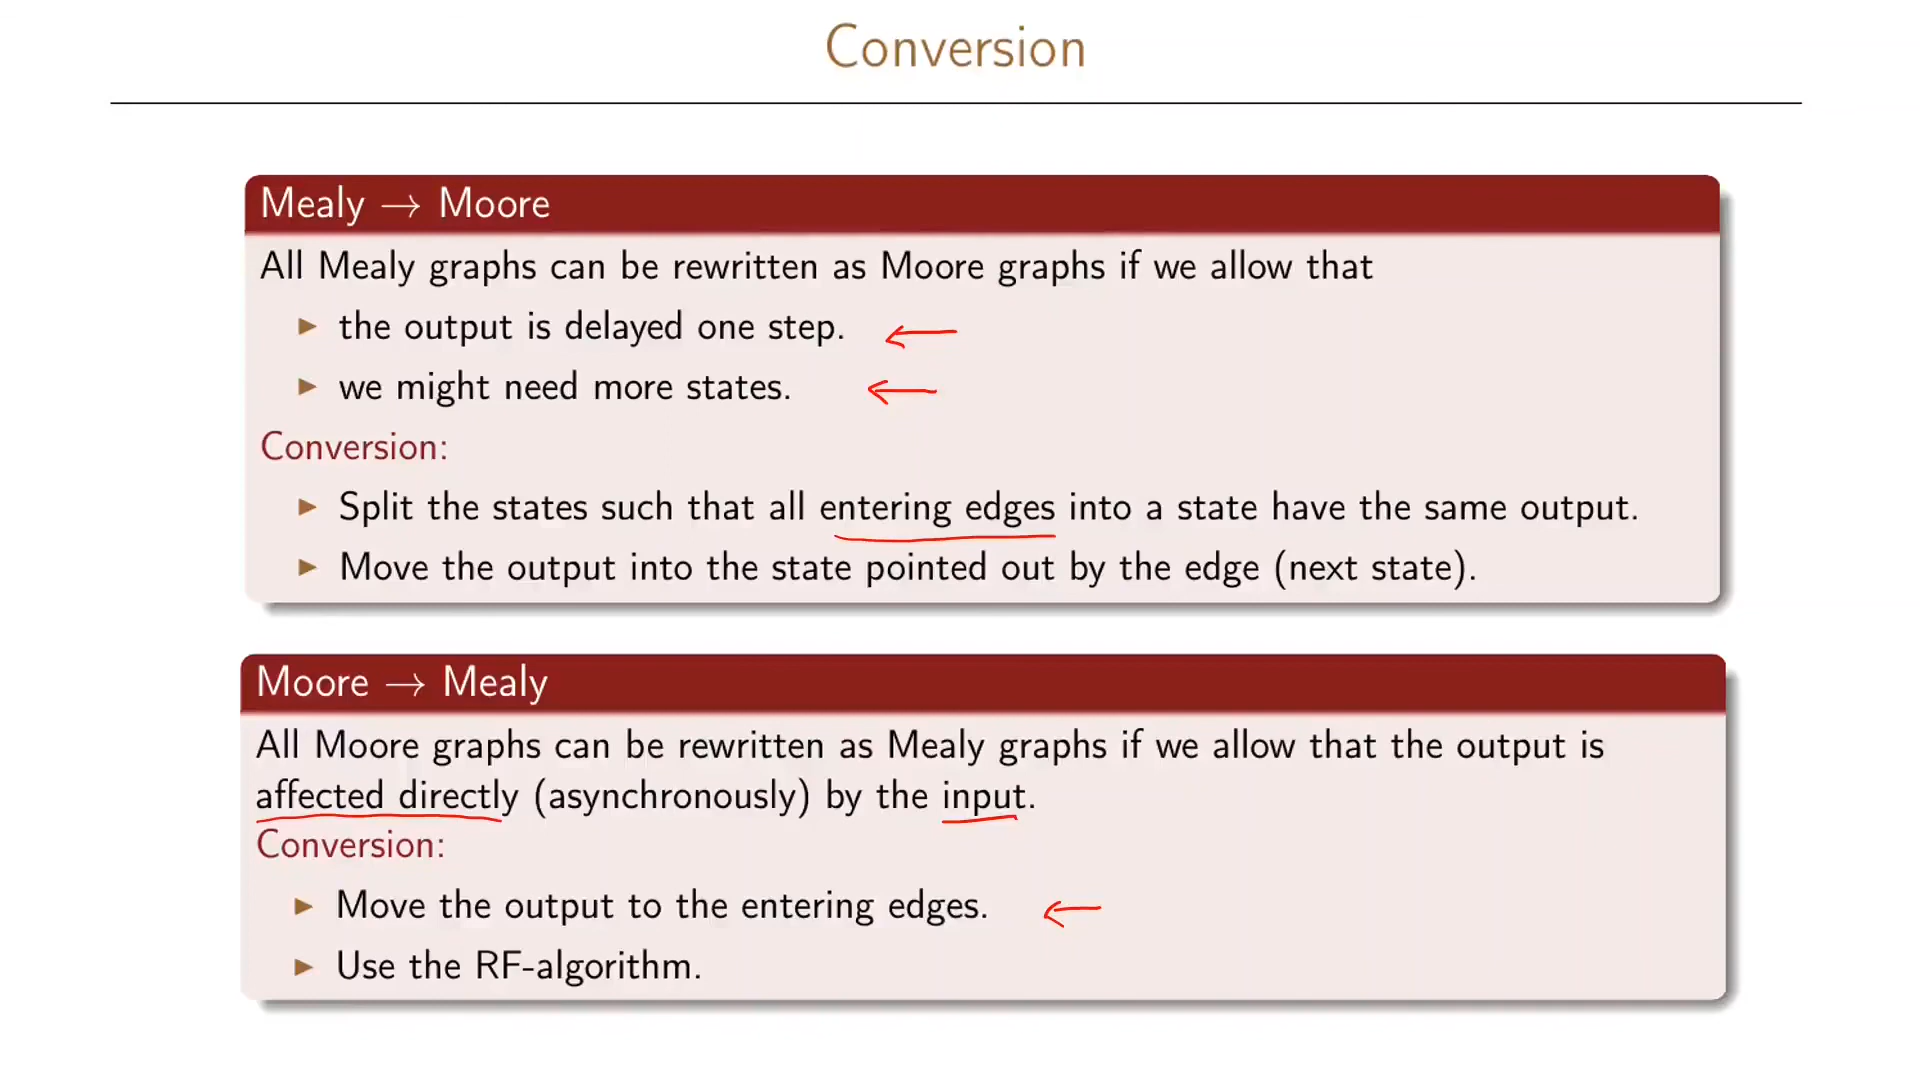 Conversion
Mealy → Moore
All Mealy graphs can be rewritten as Moore graphs if we allow that
▶ the output is delayed one step.
▶ we might need more states.
Conversion:
▶ Split the states such that all entering edges into a state have the same output.
▶ Move the output into the state pointed out by the edge (next state).
Moore → Mealy
All Moore graphs can be rewritten as Mealy graphs if we allow that the output is
affected directly (asynchronously) by the input.
Conversion:
▶ Move the output to the entering edges.
▶ Use the RF-algorithm.